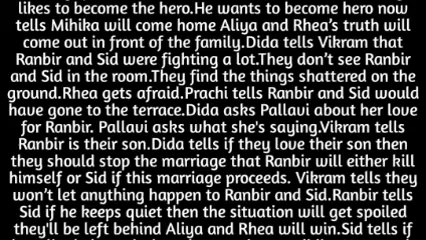 likes to become the hero.He wants to become hero now
tells Mihika will come home Aliya and Rhea's truth will
come out in front of the family.Dida tells Vikram that
Ranbir and Sid were fighting a lot.They don't see Ranbir
and Sid in the room.They find the things shattered on the
ground.Rhea gets afraid.Prachi tells Ranbir and Sid would
have gone to the terrace.Dida asks Pallavi about her love
for Ranbir. Pallavi asks what she's saying.Vikram tells
Ranbir is their son.Dida tells if they love their son then
they should stop the marriage that Ranbir will either kill
himself or Sid if this marriage proceeds. Vikram tells they
won't let anything happen to Ranbir and Sid.Ranbir tells
Sid if he keeps quiet then the situation will get spoiled
they'll be left behind Aliya and Rhea will win.Sid tells if